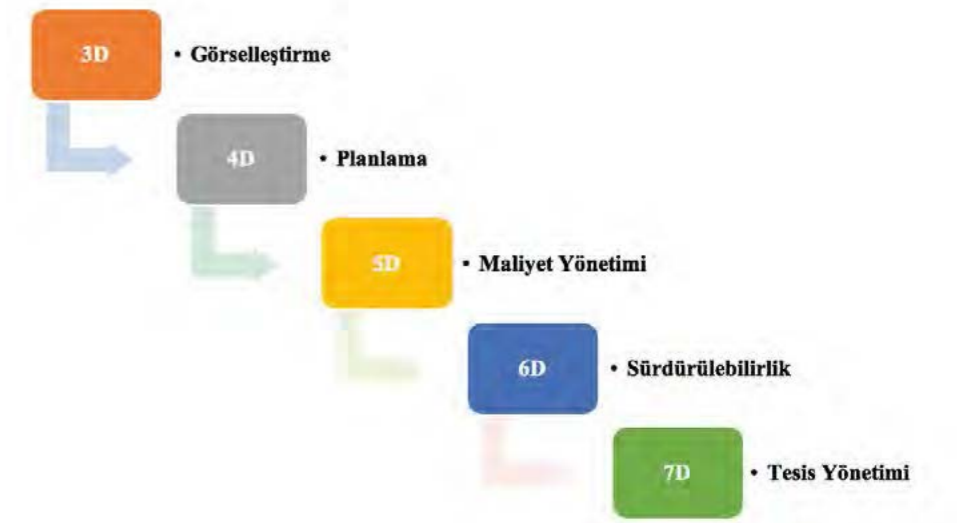 3D
• Görselleştirme
4D
• Planlama
5D
• Maliyet Yönetimi
6D
• Sürdürülebilirlik
7D
• Tesis Yönetimi